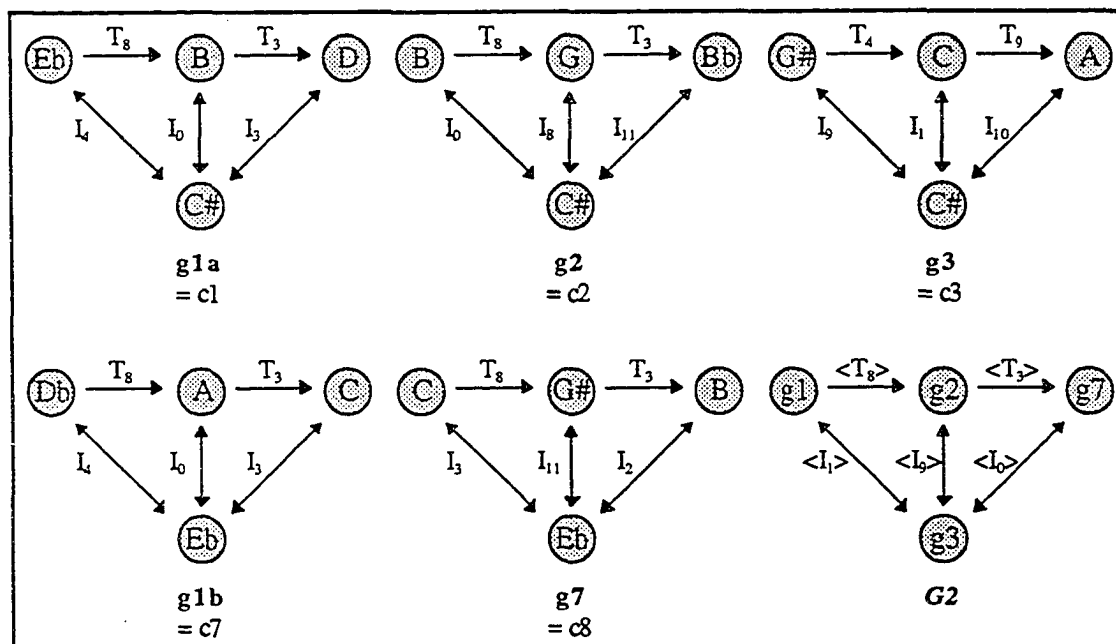 T₈ T₃ T₈ T₃ T₄ T₉
Eb B D B G Bb G# C A
I₄ I₀ I₃ I₀ I₈ I₁₁ I₉ I₁ I₁₀
C# C# C#
g1a g2 g3
= c1 = c2 = c3
T₈ T₃ T₈ T₃ <T₈> <T₃>
Db A C C G# B g1 g2 g7
I₄ I₀ I₃ I₃ I₁₁ I₂ <I₁> <I₉> <I₀>
Eb Eb g3
g1b g7 G2
= c7 = c8